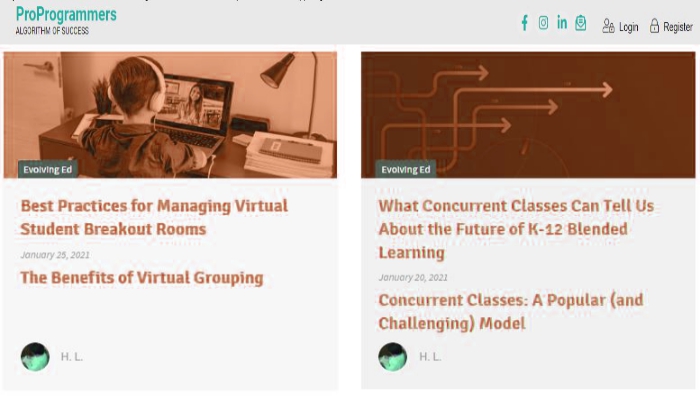 ProProgrammers
ALGORITHM OF SUCCESS
Login
Register
Evolving Ed
Best Practices for Managing Virtual
Student Breakout Rooms
January 25, 2021
The Benefits of Virtual Grouping
H. L.
Evolving Ed
What Concurrent Classes Can Tell Us
About the Future of K-12 Blended
Learning
January 20, 2021
Concurrent Classes: A Popular (and
Challenging) Model
H. L.